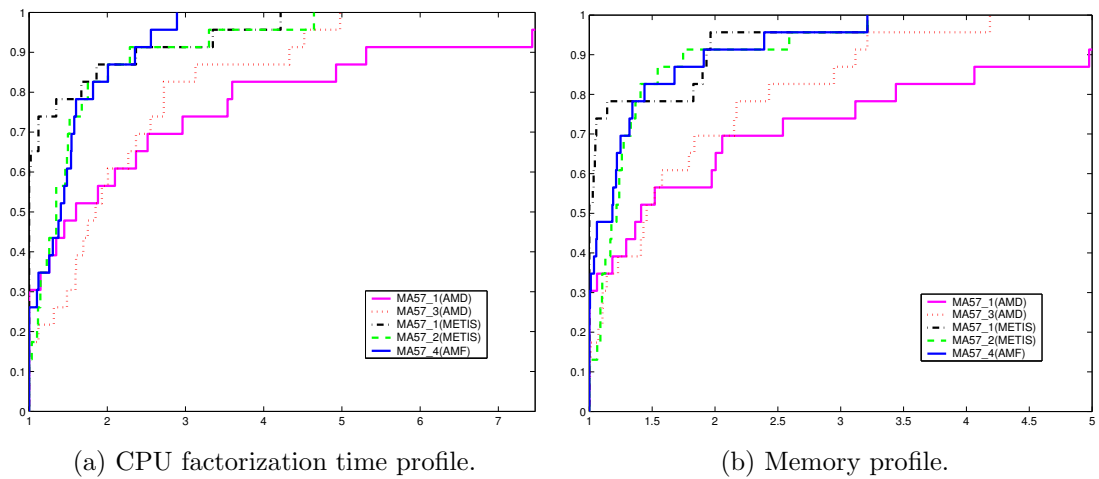 1
0.9
0.8
0.7
0.6
0.5
0.4
0.3
0.2
0.1
0
1 2 3 4 5 6 7
MA57_1(AMD)
MA57_3(AMD)
MA57_1(METIS)
MA57_2(METIS)
MA57_4(AMF)
(a) CPU factorization time profile.
1
0.9
0.8
0.7
0.6
0.5
0.4
0.3
0.2
0.1
0
1 1.5 2 2.5 3 3.5 4 4.5 5
MA57_1(AMD)
MA57_3(AMD)
MA57_1(METIS)
MA57_2(METIS)
MA57_4(AMF)
(b) Memory profile.